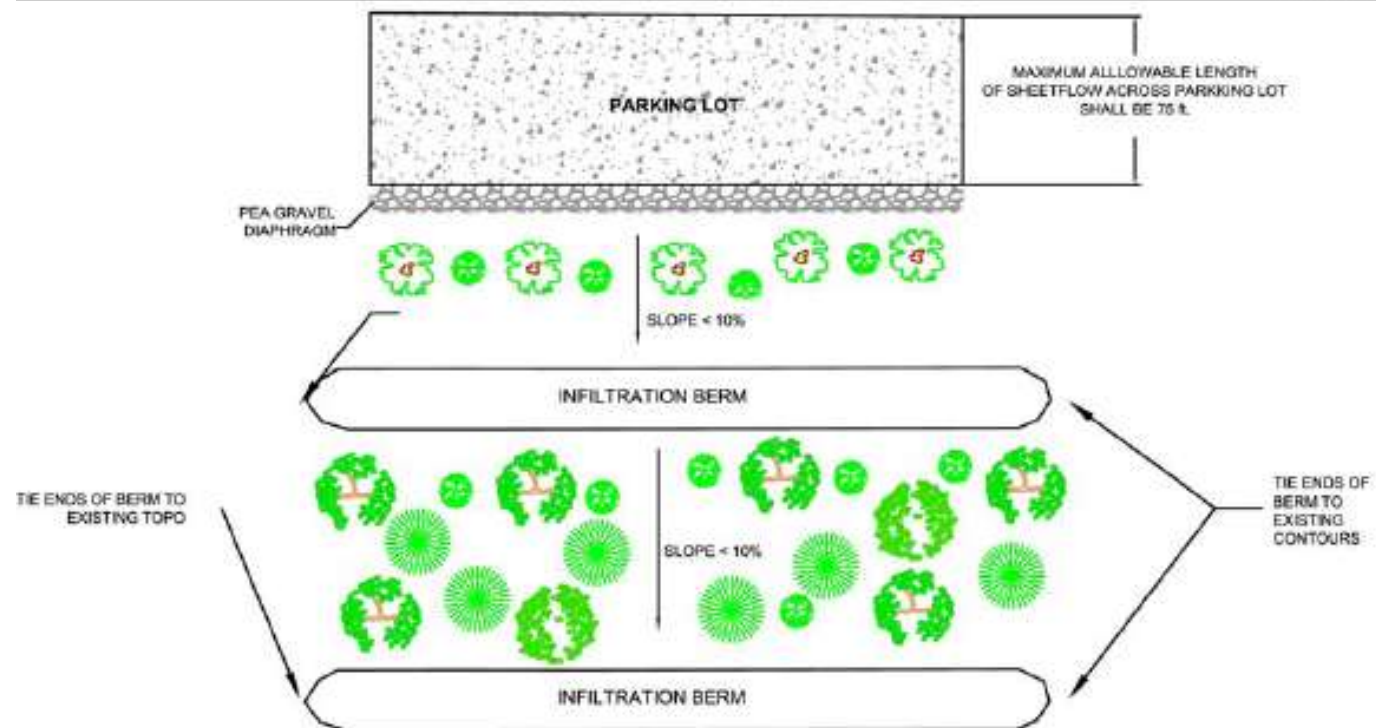 PARKING LOT
MAXIMUM ALLLOWABLE LENGTH
OF SHEETFLOW ACROSS PARKKING LOT
SHALL BE 75 ft.
PEA GRAVEL
DIAPHRAGM
SLOPE < 10%
INFILTRATION BERM
TIE ENDS OF BERM TO
EXISTING TOPO
SLOPE < 10%
TIE ENDS OF
BERM TO
EXISTING
CONTOURS
INFILTRATION BERM